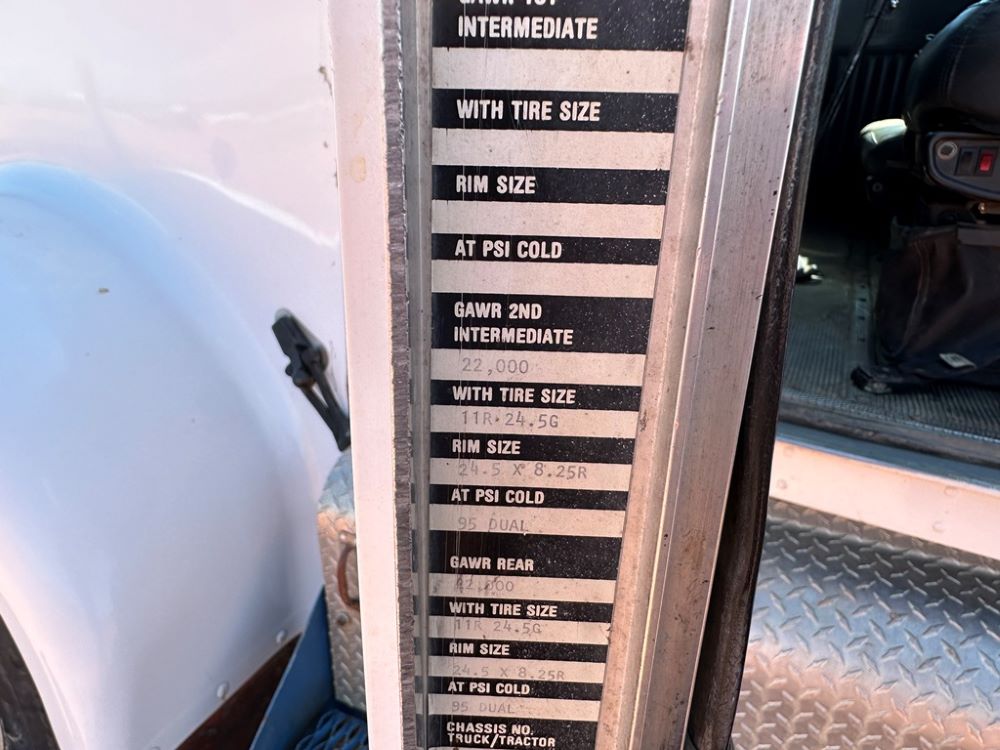 INTERMEDIATE
WITH TIRE SIZE
RIM SIZE
AT PSI COLD
GAWR 2ND
INTERMEDIATE
22,000
WITH TIRE SIZE
11R 24.5G
RIM SIZE
24.5 X 8.25R
AT PSI COLD
95 DUAL
GAWR REAR
22,000
WITH TIRE SIZE
11R 24.5G
RIM SIZE
24.5 X 8.25R
AT PSI COLD
95 DUAL
CHASSIS NO.
TRUCK/TRACTOR